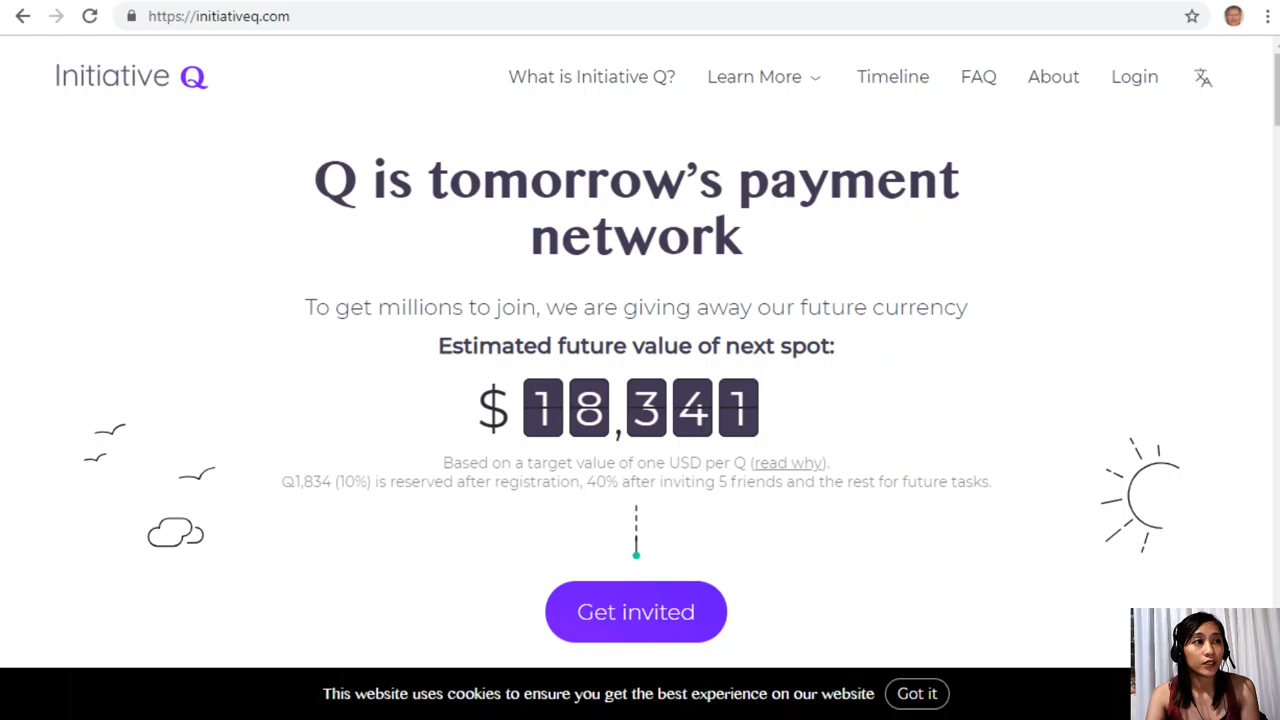 https://initiativeq.com
Initiative Q What is Initiative Q? Learn More Timeline FAQ About Login
Q is tomorrow's payment
network
To get millions to join, we are giving away our future currency
Estimated future value of next spot:
$ 18,341
Based on a target value of one USD per Q (read why).
Q1,834 (10%) is reserved after registration, 40% after inviting 5 friends and the rest for future tasks.
Get invited
This website uses cookies to ensure you get the best experience on our website Got it